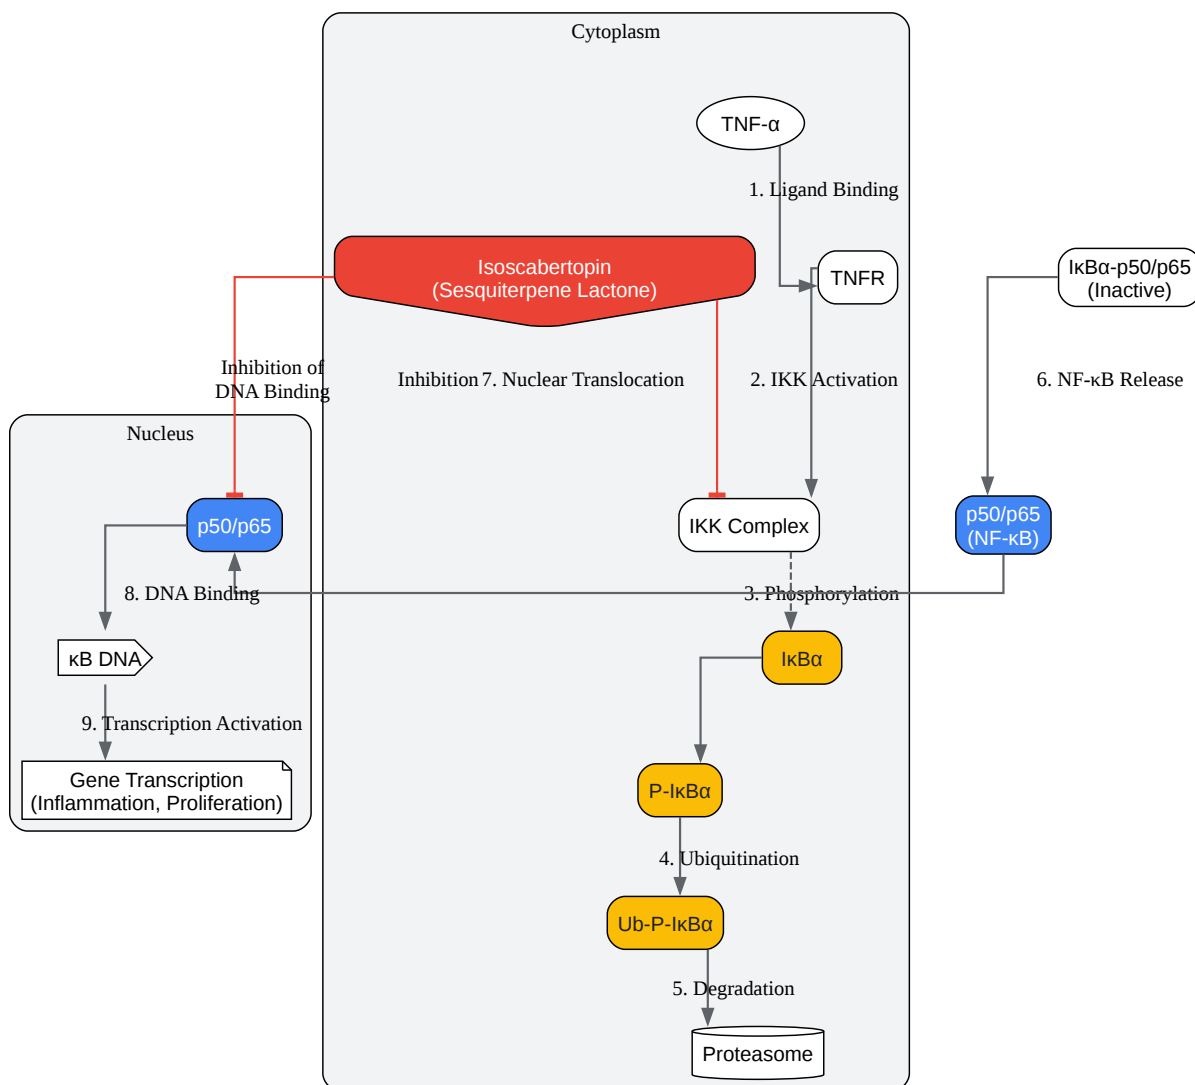 Cytoplasm
TNF-α
1. Ligand Binding
Isoscabertopin
(Sesquiterpene Lactone)
TNFR
IκBα-p50/p65
(Inactive)
Inhibition of
DNA Binding
Inhibition
7. Nuclear Translocation
2. IKK Activation
6. NF-κB Release
Nucleus
p50/p65
IKK Complex
p50/p65
(NF-κB)
8. DNA Binding
3. Phosphorylation
κB DNA
IκBα
9. Transcription Activation
Gene Transcription
(Inflammation, Proliferation)
P-IκBα
4. Ubiquitination
Ub-P-IκBα
5. Degradation
Proteasome